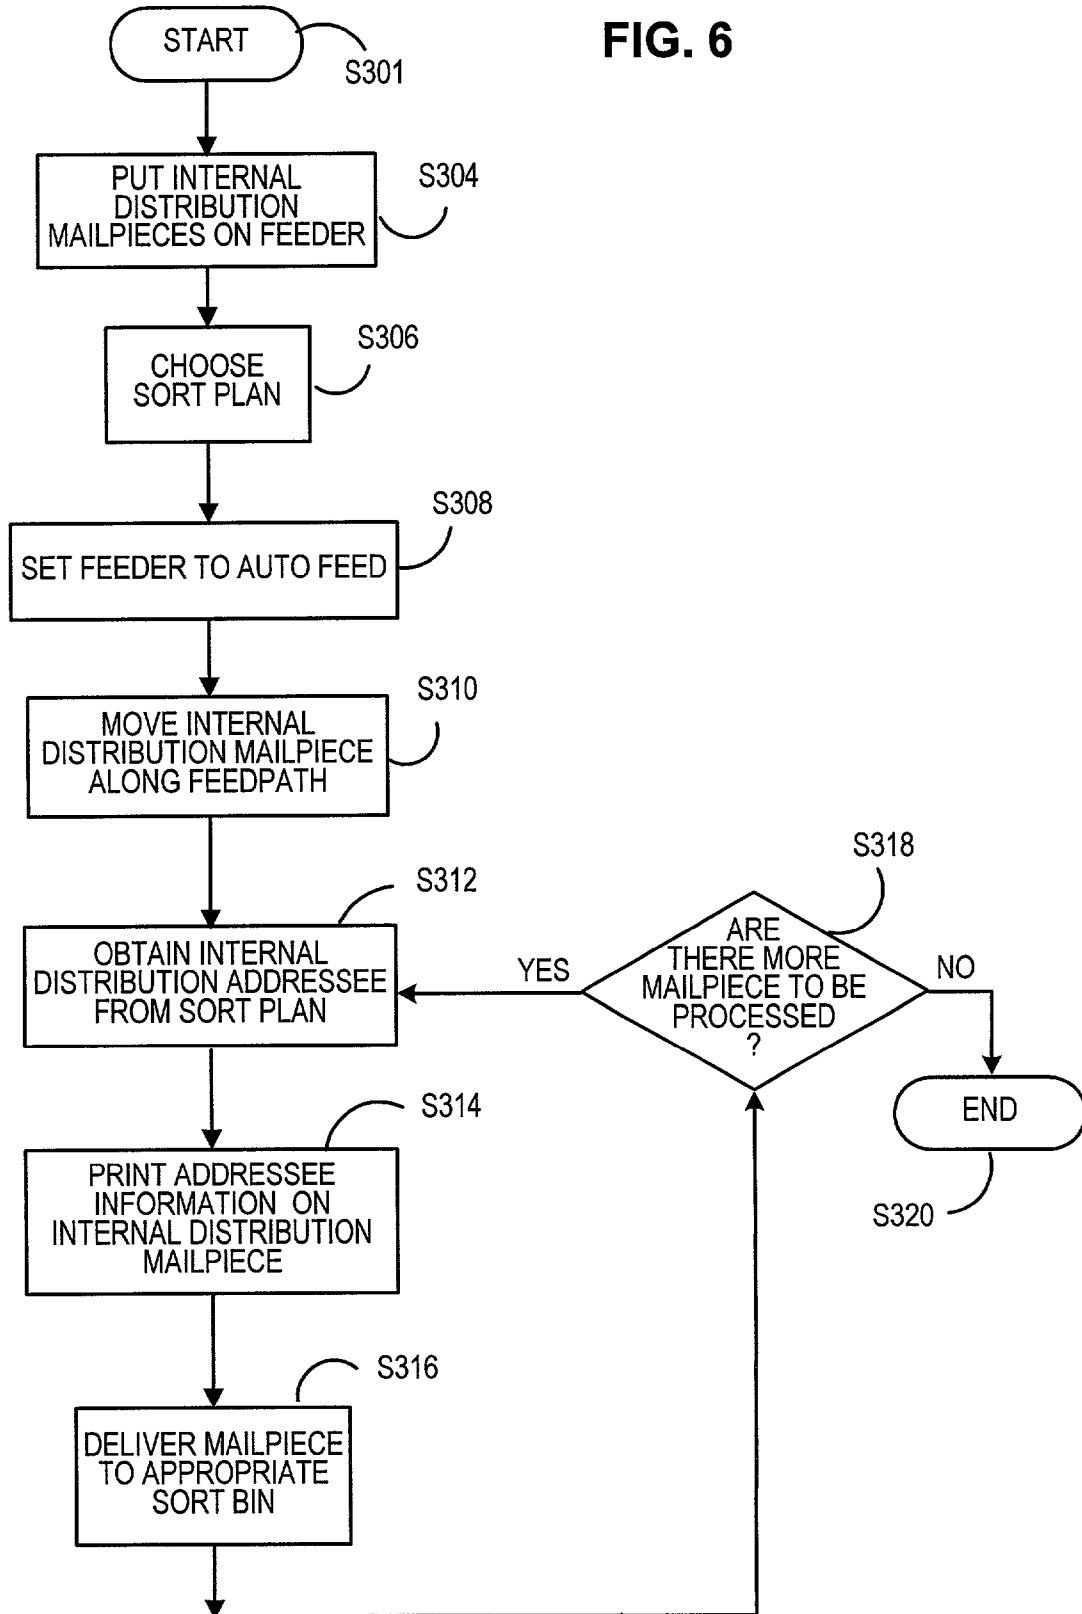 FIG. 6
START
S301
PUT INTERNAL
DISTRIBUTION
MAILPIECES ON FEEDER
S304
CHOOSE
SORT PLAN
S306
SET FEEDER TO AUTO FEED
S308
MOVE INTERNAL
DISTRIBUTION MAILPIECE
ALONG FEEDPATH
S310
OBTAIN INTERNAL
DISTRIBUTION ADDRESSEE
FROM SORT PLAN
S312
PRINT ADDRESSEE
INFORMATION ON
INTERNAL DISTRIBUTION
MAILPIECE
S314
DELIVER MAILPIECE
TO APPROPRIATE
SORT BIN
S316
ARE
THERE MORE
MAILPIECE TO BE
PROCESSED
?
S318
YES
NO
END
S320